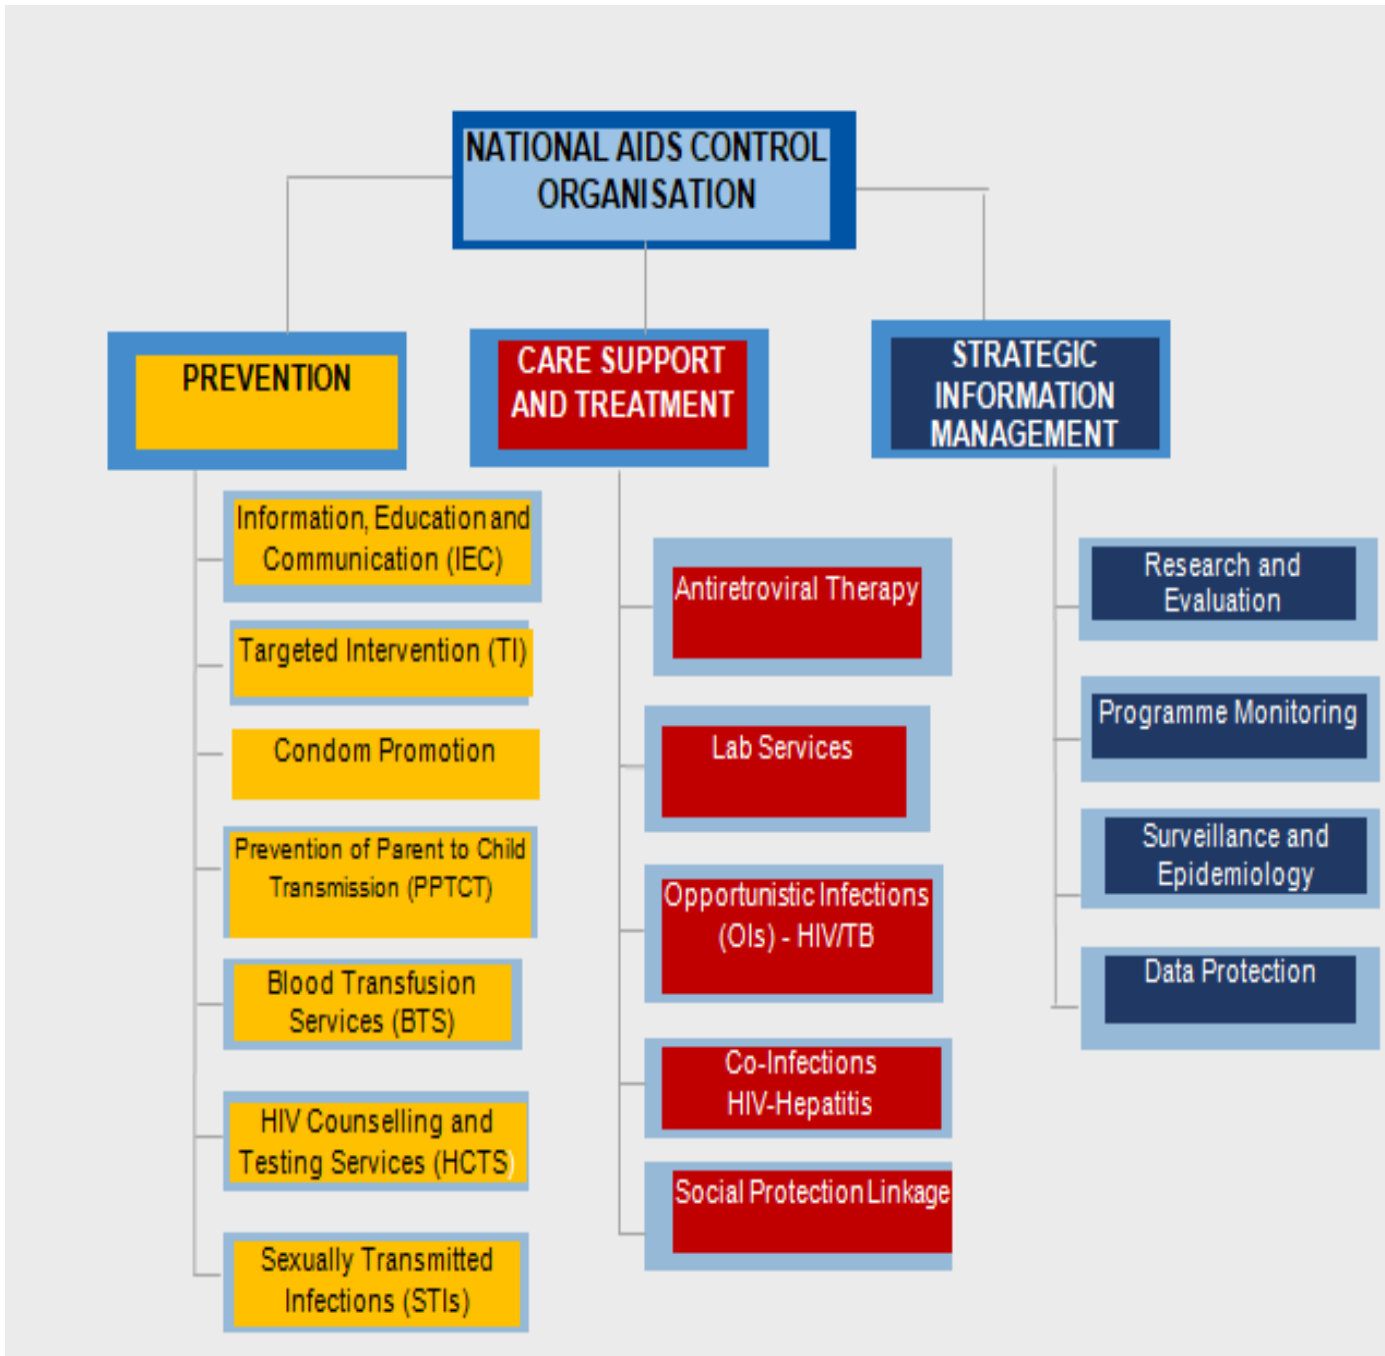 NATIONAL AIDS CONTROL
ORGANISATION
PREVENTION
Information, Education and
Communication (IEC)
Targeted Intervention (TI)
Condom Promotion
Prevention of Parent to Child
Transmission (PPTCT)
Blood Transfusion
Services (BTS)
HIV Counselling and
Testing Services (HCTS)
Sexually Transmitted
Infections (STIs)
CARE SUPPORT
AND TREATMENT
Antiretroviral Therapy
Lab Services
Opportunistic Infections
(OIs) - HIV/TB
Co-Infections
HIV-Hepatitis
Social Protection Linkage
STRATEGIC
INFORMATION
MANAGEMENT
Research and
Evaluation
Programme Monitoring
Surveillance and
Epidemiology
Data Protection